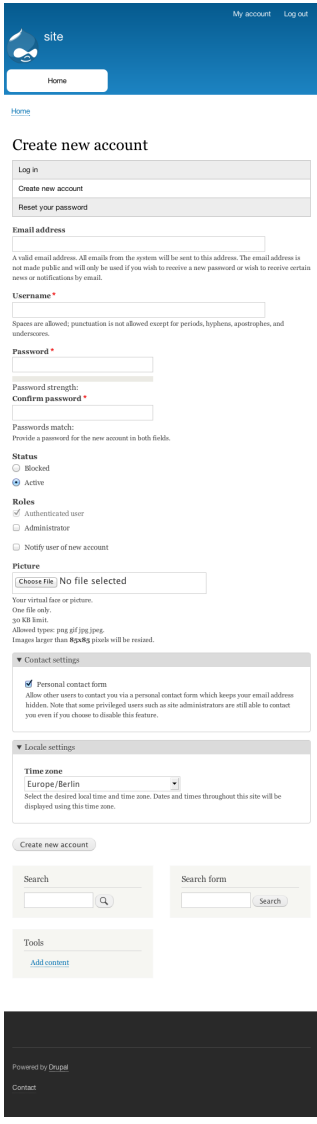 My account Log out
site
Home
Home
Create new account
Log in
Create new account
Reset your password
Email address
A valid email address. All emails from the system will be sent to this address. The email address is
not made public and will only be used if you wish to receive a new password or wish to receive certain
news or notifications by email.
Username *
Spaces are allowed; punctuation is not allowed except for periods, hyphens, apostrophes, and
underscores.
Password *
Password strength:
Confirm password *
Passwords match:
Provide a password for the new account in both fields.
Status
Blocked
Active
Roles
Authenticated user
Administrator
Notify user of new account
Picture
Choose File No file selected
Your virtual face or picture.
One file only.
30 KB limit.
Allowed types: png gif jpg jpeg.
Images larger than 85x85 pixels will be resized.
▼ Contact settings
Personal contact form
Allow other users to contact you via a personal contact form which keeps your email address
hidden. Note that some privileged users such as site administrators are still able to contact
you even if you choose to disable this feature.
▼ Locale settings
Time zone
Europe/Berlin
Select the desired local time and time zone. Dates and times throughout this site will be
displayed using this time zone.
Create new account
Search
Search form
Search
Tools
Add content
Powered by Drupal
Contact